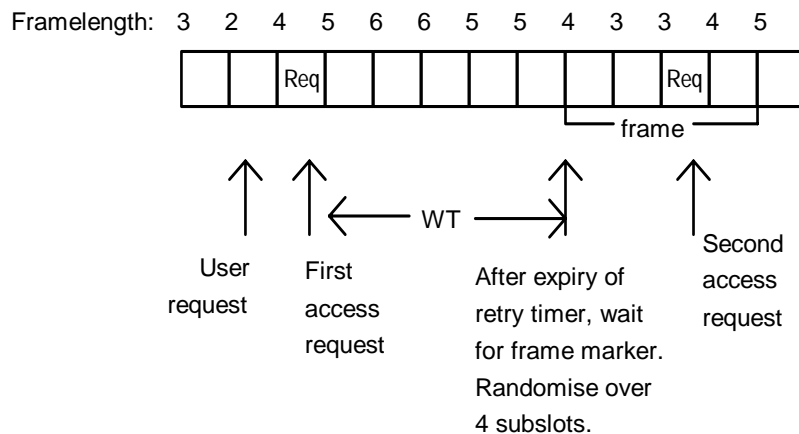 Framelength: 3 2 4 5 6 6 5 5 4 3 3 4 5
Req Req
frame
WT
User
request
First
access
request
After expiry of
retry timer, wait
for frame marker.
Randomise over
4 subslots.
Second
access
request